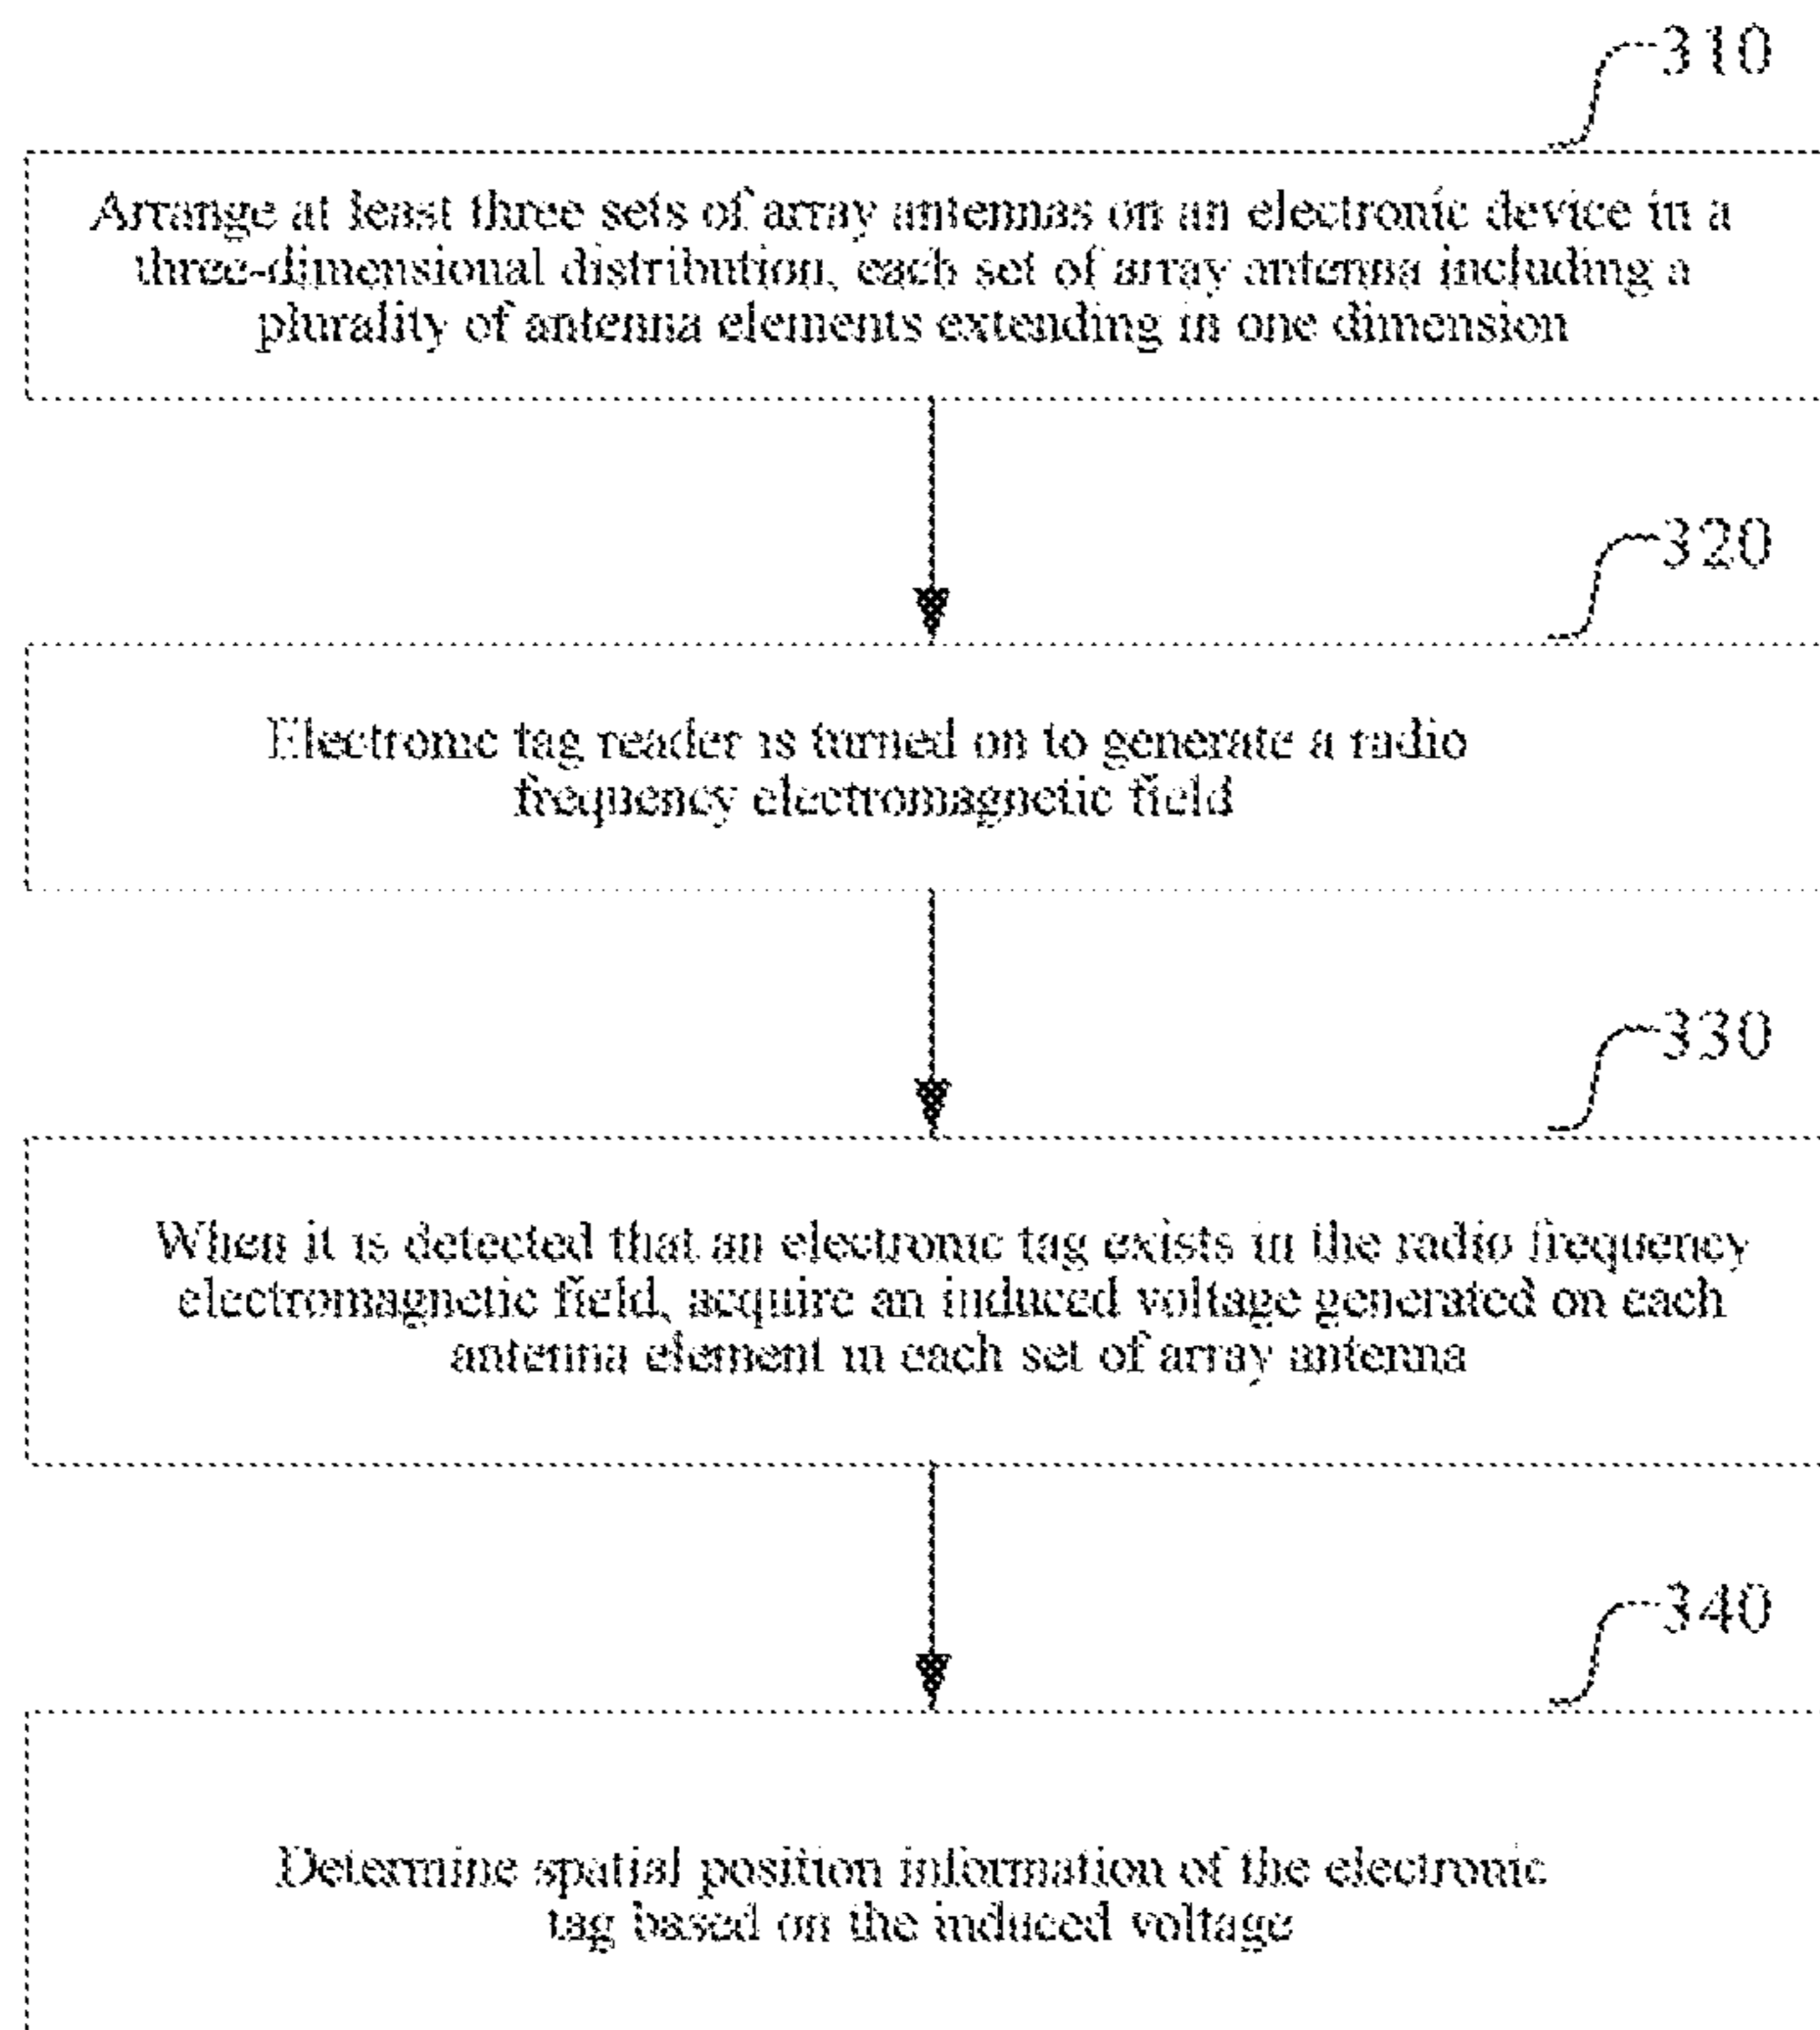 310
Arrange at least three sets of array antennas on an electronic device in a
three-dimensional distribution, each set of array antenna including a
plurality of antenna elements extending in one dimension
320
Electronic tag reader is turned on to generate a radio
frequency electromagnetic field
330
When it is detected that an electronic tag exists in the radio frequency
electromagnetic field, acquire an induced voltage generated on each
antenna element in each set of array antenna
340
Determine spatial position information of the electronic
tag based on the induced voltage